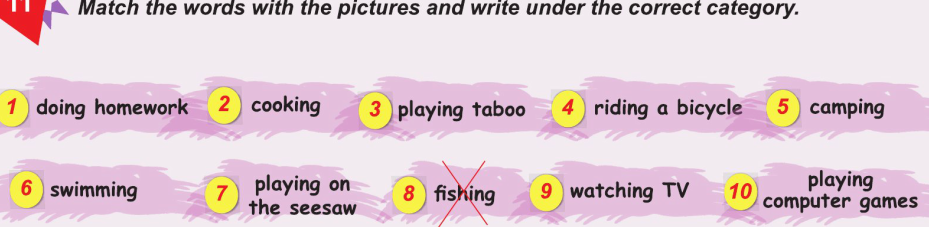 11 Match the words with the pictures and write under the correct category.
1 doing homework 2 cooking 3 playing taboo 4 riding a bicycle 5 camping
6 swimming 7 playing on the seesaw 8 fishing 9 watching TV 10 playing computer games